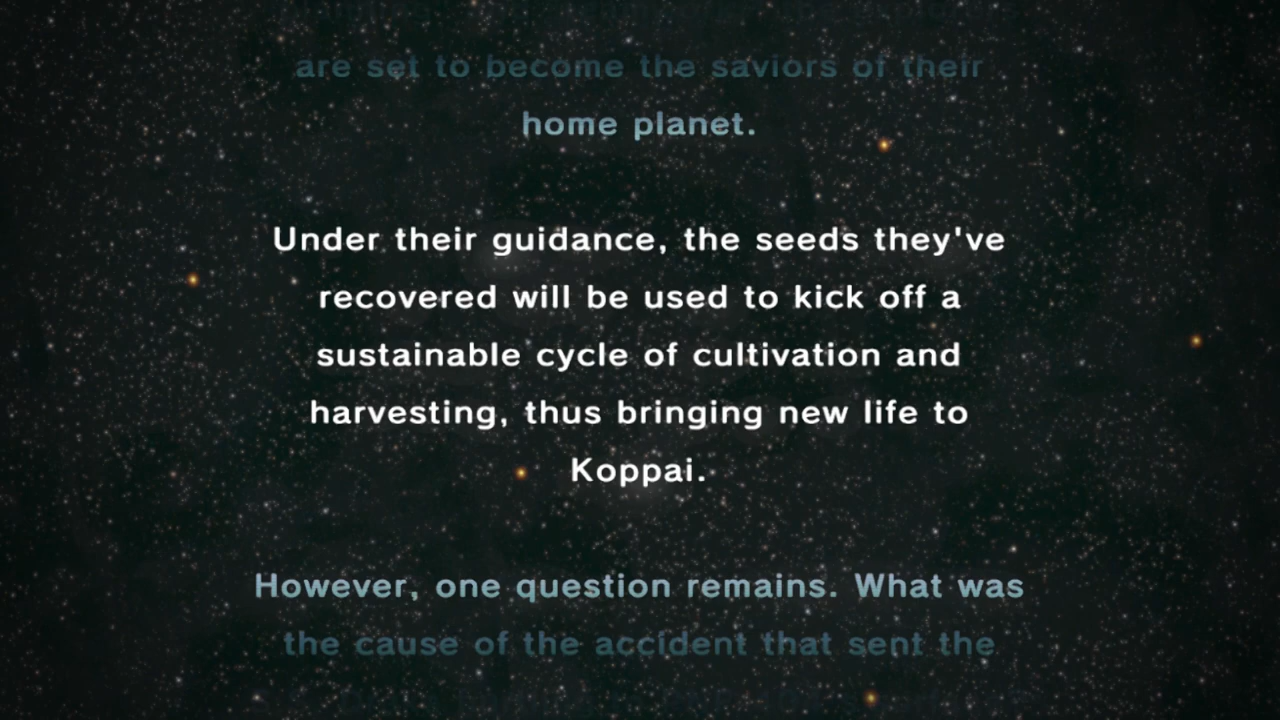 are set to become the saviors of their
home planet.
Under their guidance, the seeds they've
recovered will be used to kick off a
sustainable cycle of cultivation and
harvesting, thus bringing new life to
Koppai.
However, one question remains. What was
the cause of the accident that sent the